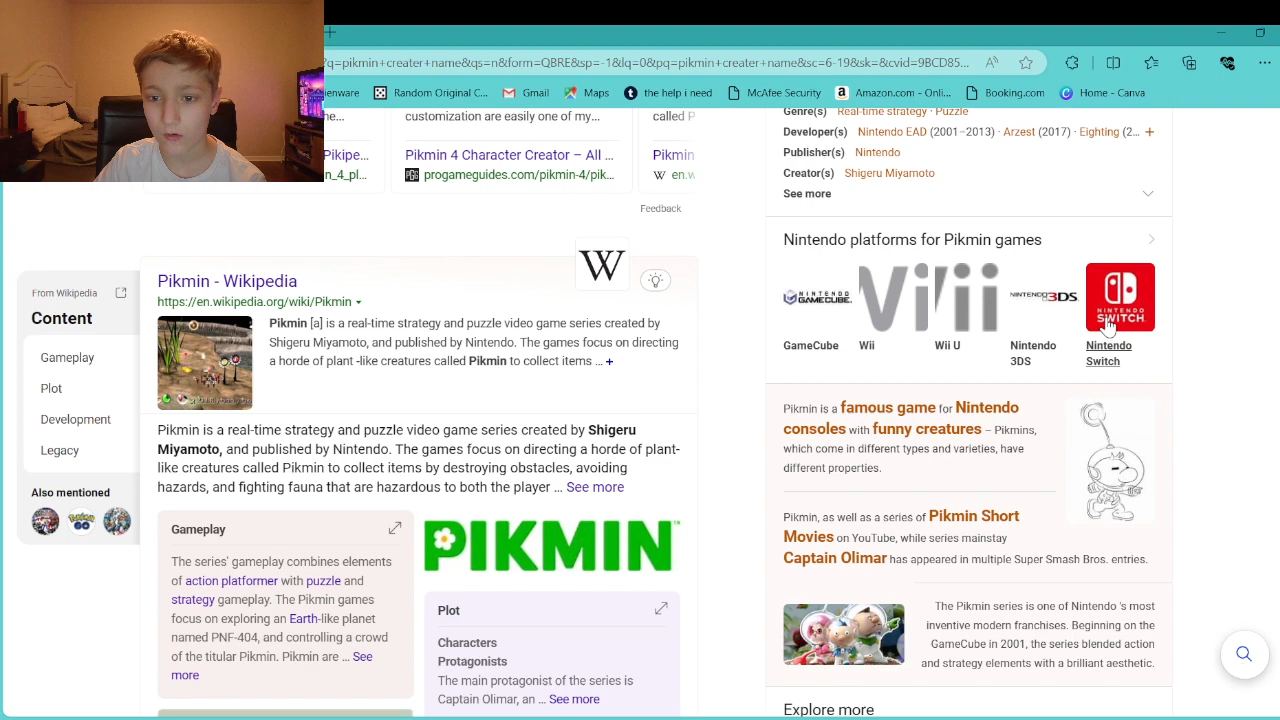 ?q=pikmin+creator+name&qs=n&form=QBRE&sp=-1&lq=0&pq=pikmin+creator+name&sc=6-19&sk=&cvid=9BCD85...
ienware
Random Original C...
Gmail
Maps
the help i need
McAfee Security
Amazon.com - Onli...
Booking.com
Home - Canva
ne...
customization are easily one of my...
called P
Pikipe...
Pikmin 4 Character Creator – All ...
Pikmin
n_4_pl...
progameguides.com/pikmin-4/pik...
en.w
Feedback
Genre(s) Real-time strategy · Puzzle
Developer(s) Nintendo EAD (2001–2013) · Arzest (2017) · Eighting (2...
Publisher(s) Nintendo
Creator(s) Shigeru Miyamoto
See more
From Wikipedia
Content
Gameplay
Plot
Development
Legacy
Also mentioned
W
Pikmin - Wikipedia
https://en.wikipedia.org/wiki/Pikmin
Pikmin [a] is a real-time strategy and puzzle video game series created by
Shigeru Miyamoto, and published by Nintendo. The games focus on directing
a horde of plant -like creatures called Pikmin to collect items ... +
Pikmin is a real-time strategy and puzzle video game series created by Shigeru
Miyamoto, and published by Nintendo. The games focus on directing a horde of plant-
like creatures called Pikmin to collect items by destroying obstacles, avoiding
hazards, and fighting fauna that are hazardous to both the player ... See more
Gameplay
The series' gameplay combines elements
of action platformer with puzzle and
strategy gameplay. The Pikmin games
focus on exploring an Earth-like planet
named PNF-404, and controlling a crowd
of the titular Pikmin. Pikmin are ... See
more
PIKMIN™
Plot
Characters
Protagonists
The main protagonist of the series is
Captain Olimar, an ... See more
Nintendo platforms for Pikmin games
NINTENDO GAMECUBE.
Wii
Wii
NINTENDO3DS
NINTENDO SWITCH
GameCube
Wii
Wii U
Nintendo 3DS
Nintendo Switch
Pikmin is a famous game for Nintendo
consoles with funny creatures – Pikmins,
which come in different types and varieties, have
different properties.
Pikmin, as well as a series of Pikmin Short
Movies on YouTube, while series mainstay
Captain Olimar has appeared in multiple Super Smash Bros. entries.
The Pikmin series is one of Nintendo 's most
inventive modern franchises. Beginning on the
GameCube in 2001, the series blended action
and strategy elements with a brilliant aesthetic.
Explore more